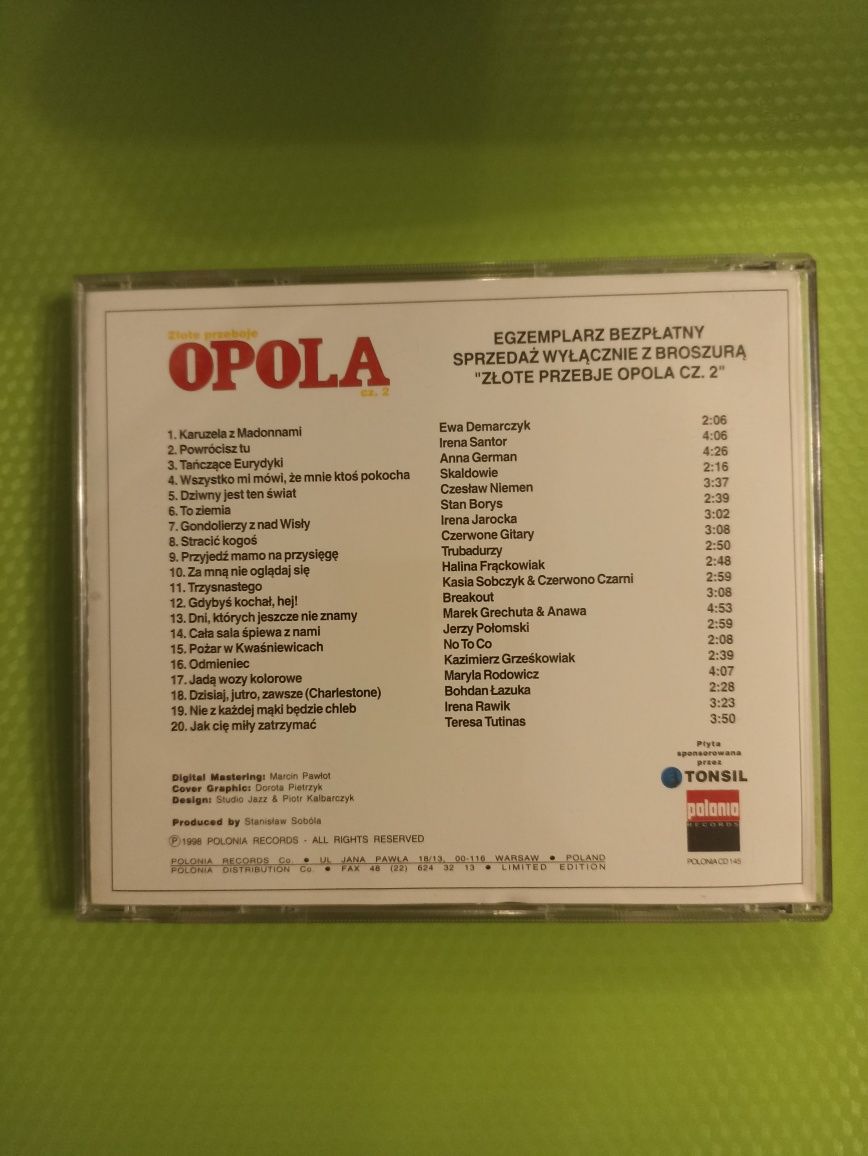 Złote przeboje
OPOLA
cz. 2
EGZEMPLARZ BEZPŁATNY
SPRZEDAŻ WYŁĄCZNIE Z BROSZURĄ
"ZŁOTE PRZEBJE OPOLA CZ. 2"
1. Karuzela z Madonnami Ewa Demarczyk 2:06
2. Powrócisz tu Irena Santor 4:06
3. Tańczące Eurydyki Anna German 4:26
4. Wszystko mi mówi, że mnie ktoś pokocha Skaldowie 2:16
5. Dziwny jest ten świat Czesław Niemen 3:37
6. To ziemia Stan Borys 2:39
7. Gondolierzy z nad Wisły Irena Jarocka 3:02
8. Stracić kogoś Czerwone Gitary 3:08
9. Przyjedź mamo na przysięgę Trubadurzy 2:50
10. Za mną nie oglądaj się Halina Frąckowiak 2:48
11. Trzysnastego Kasia Sobczyk & Czerwono Czarni 2:59
12. Gdybyś kochał, hej! Breakout 3:08
13. Dni, których jeszcze nie znamy Marek Grechuta & Anawa 4:53
14. Cała sala śpiewa z nami Jerzy Połomski 2:59
15. Pożar w Kwaśniewicach No To Co 2:08
16. Odmieniec Kazimierz Grześkowiak 2:39
17. Jadą wozy kolorowe Maryla Rodowicz 4:07
18. Dzisiaj, jutro, zawsze (Charlestone) Bohdan Łazuka 2:28
19. Nie z każdej mąki będzie chleb Irena Rawik 3:23
20. Jak cię miły zatrzymać Teresa Tutinas 3:50
Płyta
sponsorowana
przez
TONSIL
polonia
RECORDS
POLONIA CD 145
Digital Mastering: Marcin Pawłot
Cover Graphic: Dorota Pietrzyk
Design: Studio Jazz & Piotr Kalbarczyk
Produced by Stanisław Sobóla
Ⓟ1998 POLONIA RECORDS - ALL RIGHTS RESERVED
POLONIA RECORDS Co. ● UL JANA PAWŁA 18/13, 00-116 WARSAW ● POLAND
POLONIA DISTRIBUTION Co. ● FAX 48 (22) 624 32 13 ● LIMITED EDITION